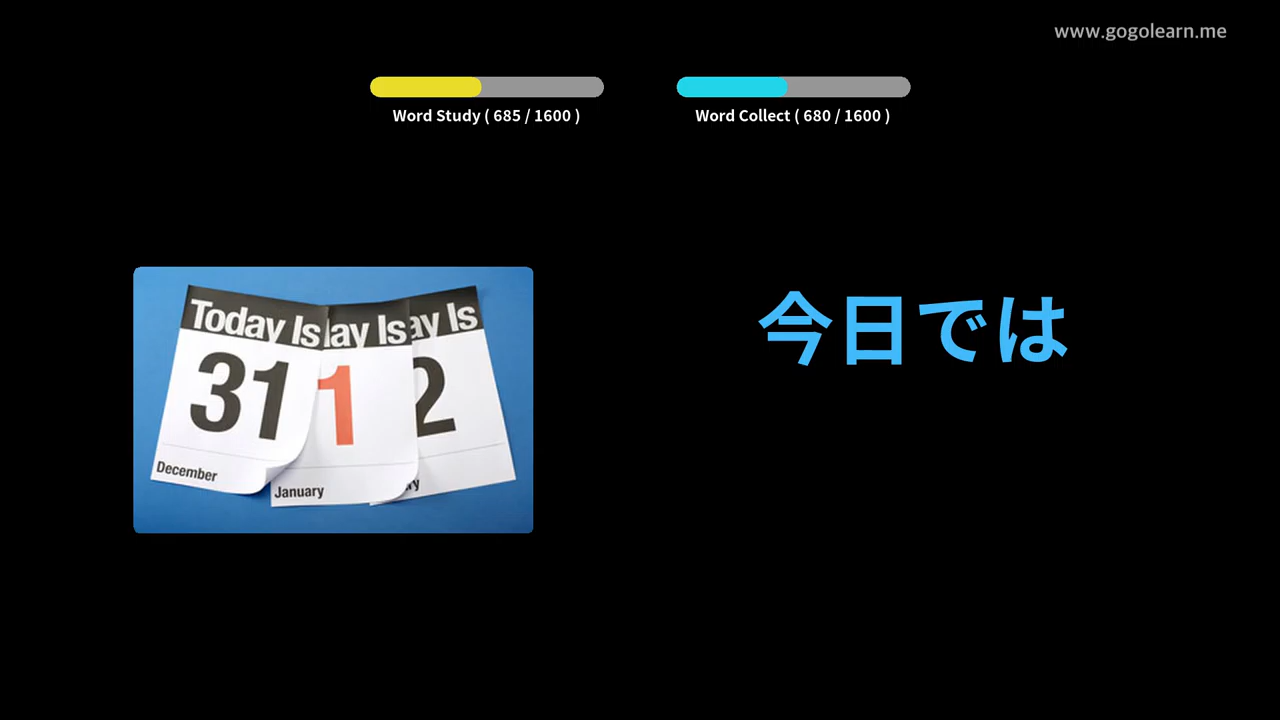 www.gogolearn.me
Word Study ( 685 / 1600 )
Word Collect ( 680 / 1600 )
今日では
Today Is
31
December
ay Is
1
January
ay Is
2
ry